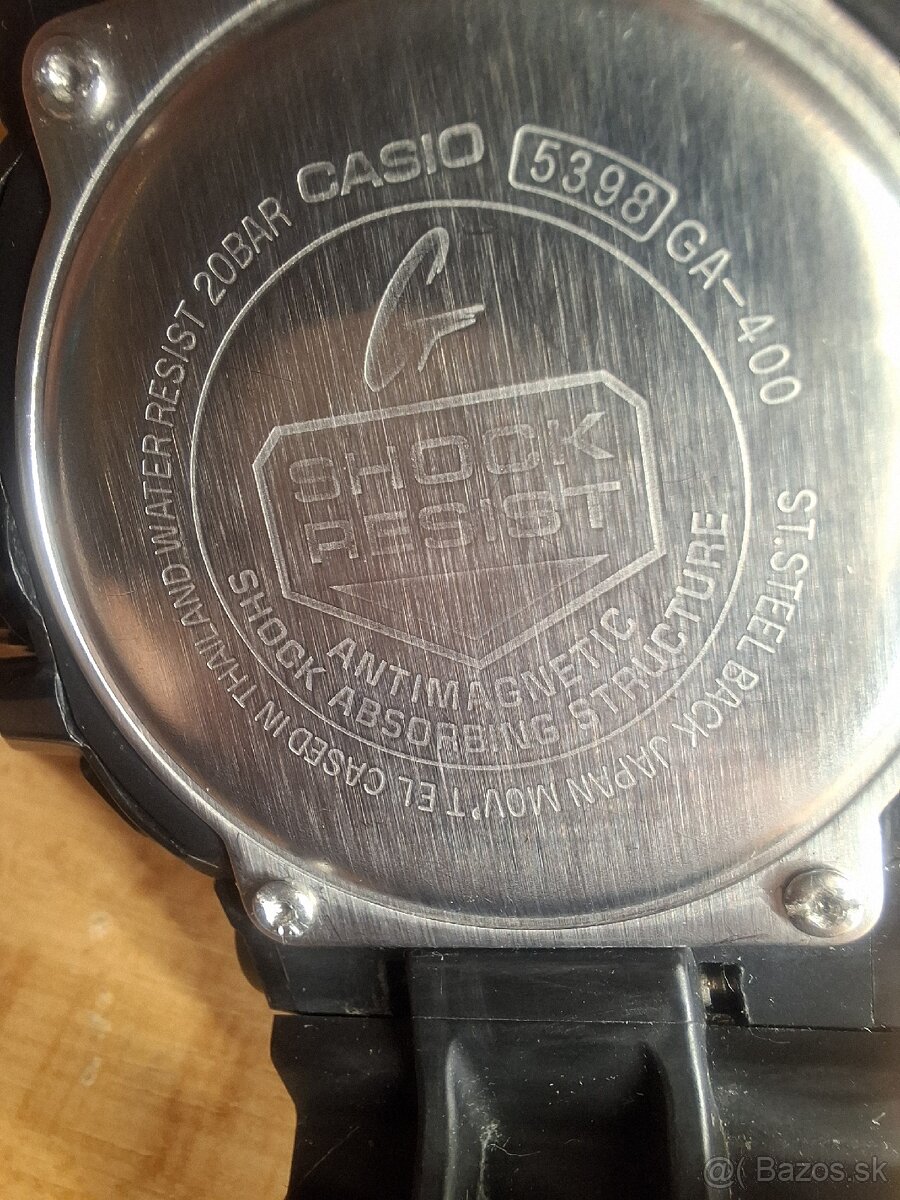 CASIO 5398 GA-400
ST.STEEL BACK JAPAN MOV'T EL CASED IN THAILAND WATER RESIST 20BAR
G
SHOCK
RESIST
ANTIMAGNETIC
SHOCK ABSORBING STRUCTURE
@( Bazos.sk